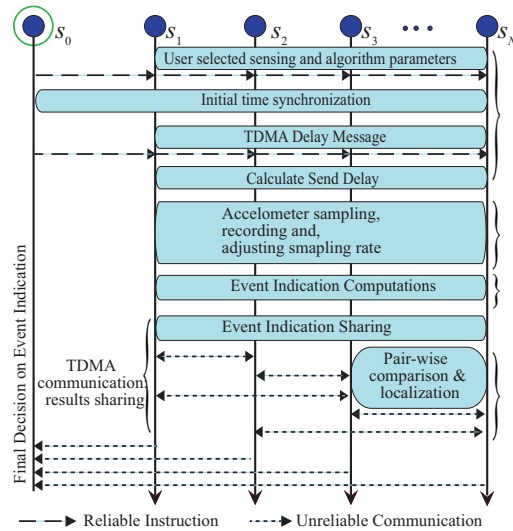 s0 s1 s2 s3 ••• sN
User selected sensing and algorithm parameters
Initial time synchronization
TDMA Delay Message
Calculate Send Delay
Accelometer sampling,
recording and,
adjusting smapling rate
Event Indication Computations
Event Indication Sharing
Pair-wise
comparison &
localization
TDMA
communication
results sharing
Final Decision on Event Indication
Reliable Instruction
Unreliable Communication